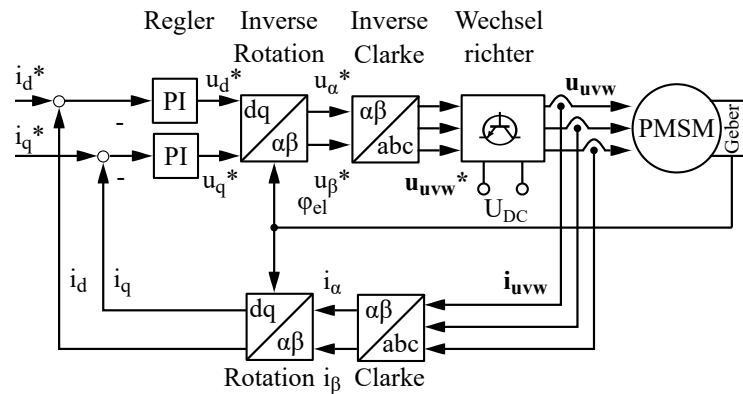 Regler
Inverse
Rotation
Inverse
Clarke
Wechsel
richter
i_d*
i_q*
-
-
PI
PI
u_d*
u_q*
dq
αβ
u_α*
u_β*
αβ
abc
u_uvw*
U_DC
u_uvw
PMSM
Geber
φ_el
i_d
i_q
dq
αβ
Rotation
i_α
i_β
αβ
abc
Clarke
i_uvw